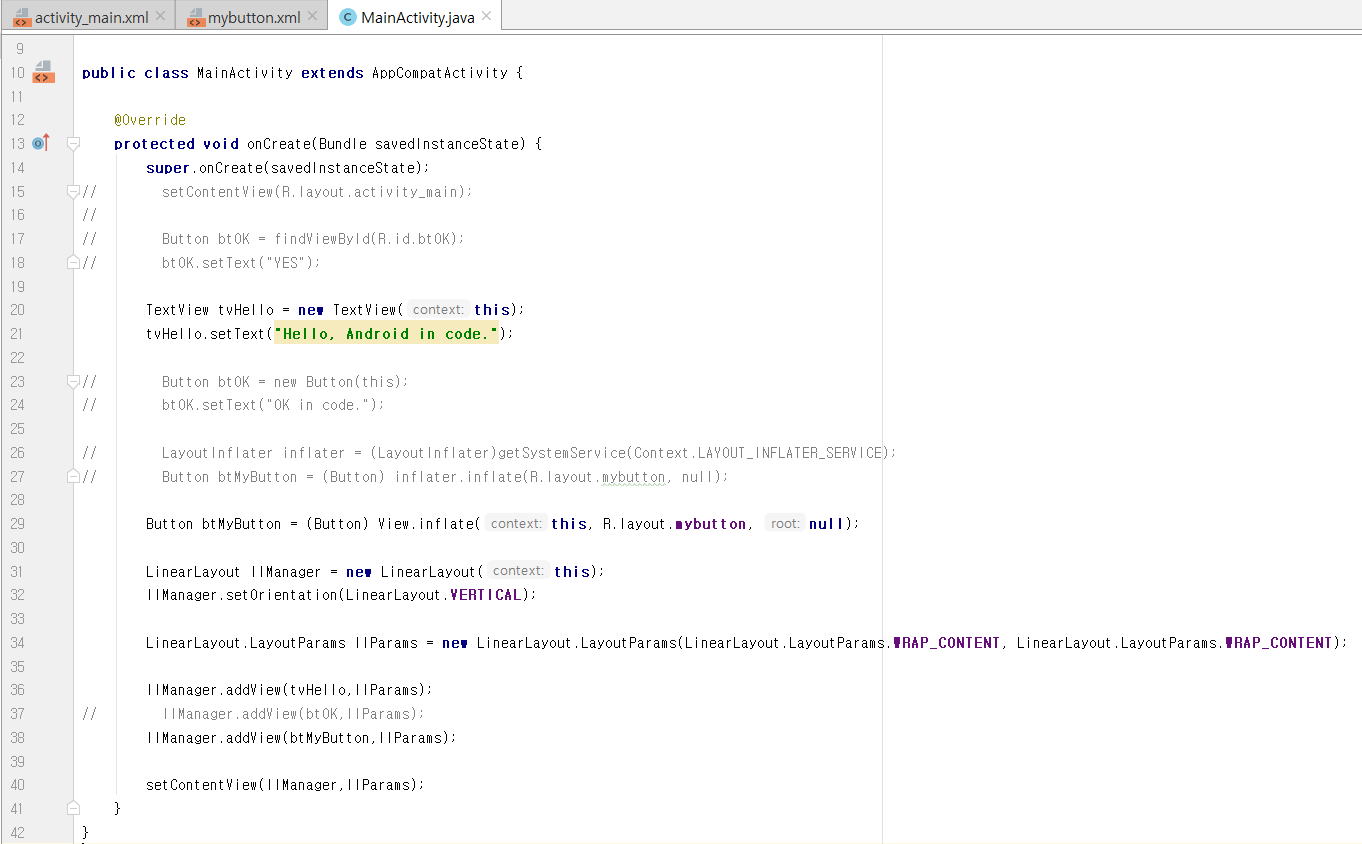 activity_main.xml mybutton.xml MainActivity.java
9
10 public class MainActivity extends AppCompatActivity {
11
12 @Override
13 protected void onCreate(Bundle savedInstanceState) {
14 super.onCreate(savedInstanceState);
15 // setContentView(R.layout.activity_main);
16 //
17 // Button btOK = findViewById(R.id.btOK);
18 // btOK.setText("YES");
19
20 TextView tvHello = new TextView( context: this);
21 tvHello.setText("Hello, Android in code.");
22
23 // Button btOK = new Button(this);
24 // btOK.setText("OK in code.");
25
26 // LayoutInflater inflater = (LayoutInflater)getSystemService(Context.LAYOUT_INFLATER_SERVICE);
27 // Button btMyButton = (Button) inflater.inflate(R.layout.mybutton, null);
28
29 Button btMyButton = (Button) View.inflate( context: this, R.layout.mybutton, root: null);
30
31 LinearLayout llManager = new LinearLayout( context: this);
32 llManager.setOrientation(LinearLayout.VERTICAL);
33
34 LinearLayout.LayoutParams llParams = new LinearLayout.LayoutParams(LinearLayout.LayoutParams.WRAP_CONTENT, LinearLayout.LayoutParams.WRAP_CONTENT);
35
36 llManager.addView(tvHello,llParams);
37 // llManager.addView(btOK,llParams);
38 llManager.addView(btMyButton,llParams);
39
40 setContentView(llManager,llParams);
41 }
42 }